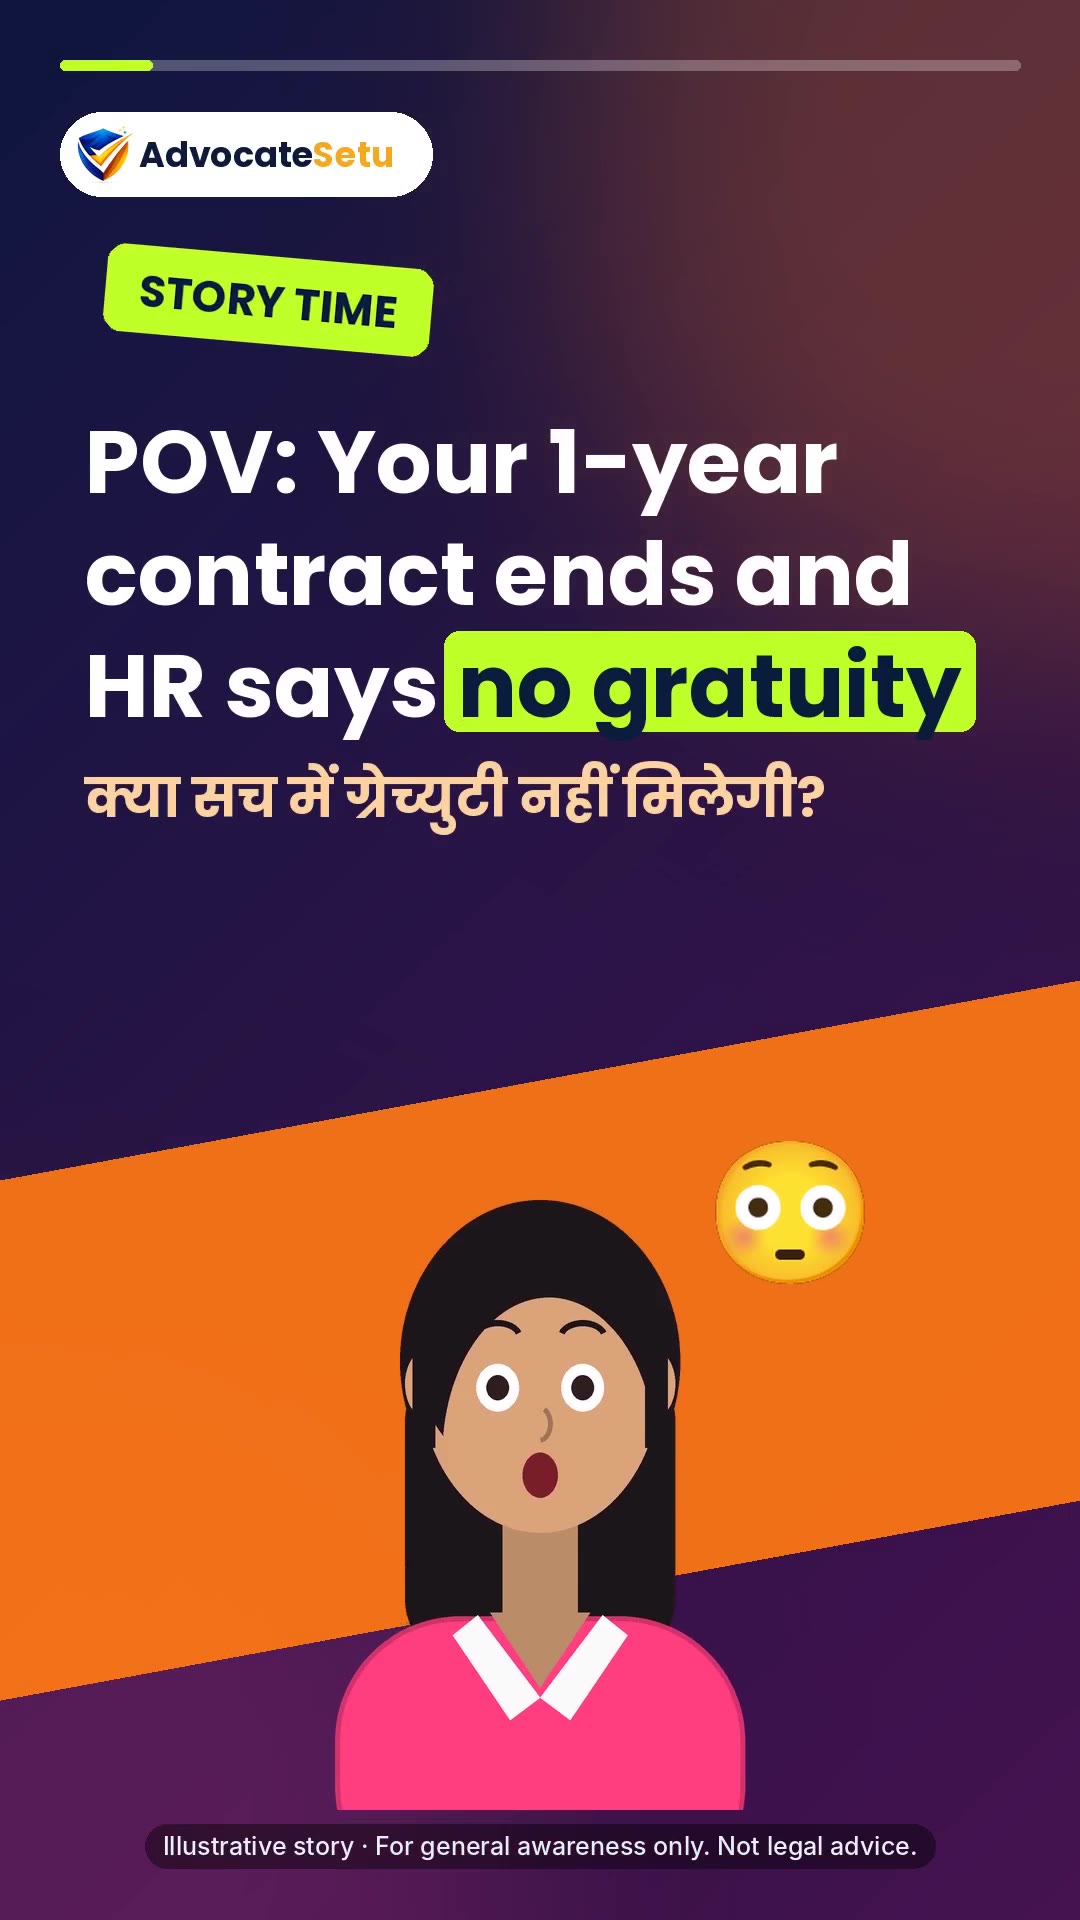 AdvocateSetu
STORY TIME
POV: Your 1-year
contract ends and
HR says no gratuity
क्या सच में ग्रेच्युटी नहीं मिलेगी?
Illustrative story · For general awareness only. Not legal advice.